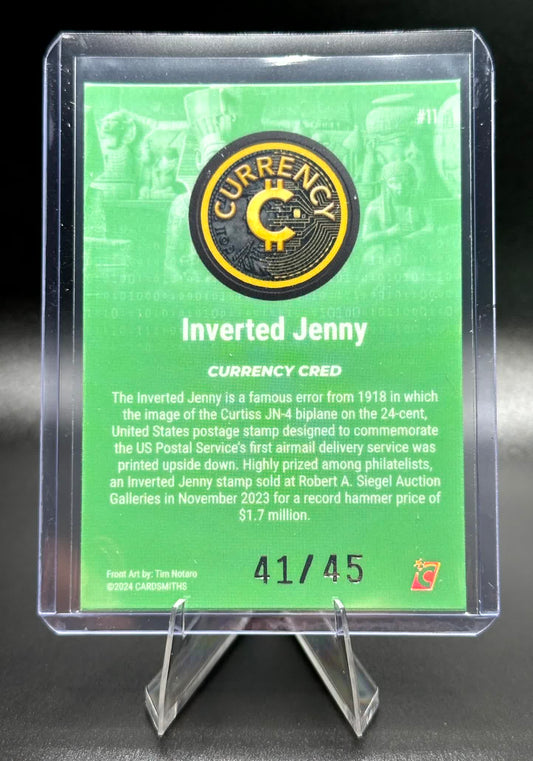 #11
CURRENCY
Inverted Jenny
CURRENCY CRED
The Inverted Jenny is a famous error from 1918 in which
the image of the Curtiss JN-4 biplane on the 24-cent,
United States postage stamp designed to commemorate
the US Postal Service's first airmail delivery service was
printed upside down. Highly prized among philatelists,
an Inverted Jenny stamp sold at Robert A. Siegel Auction
Galleries in November 2023 for a record hammer price of
$1.7 million.
41/45
Front Art by: Tim Notaro
©2024 CARDSMITHS